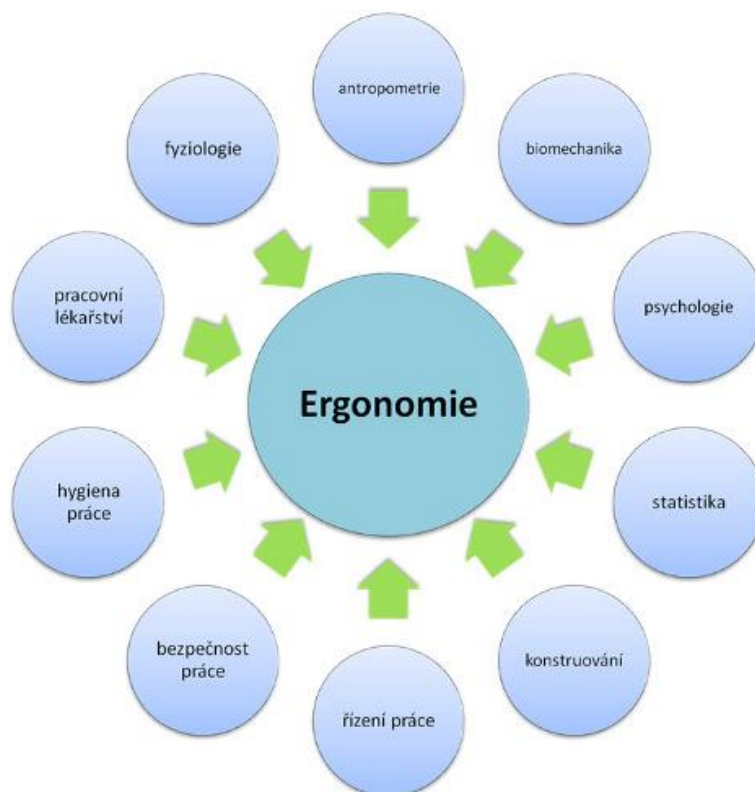 antropometrie
biomechanika
psychologie
statistika
konstruování
řízení práce
bezpečnost
práce
hygiena
práce
pracovní
lékařství
fyziologie
Ergonomie